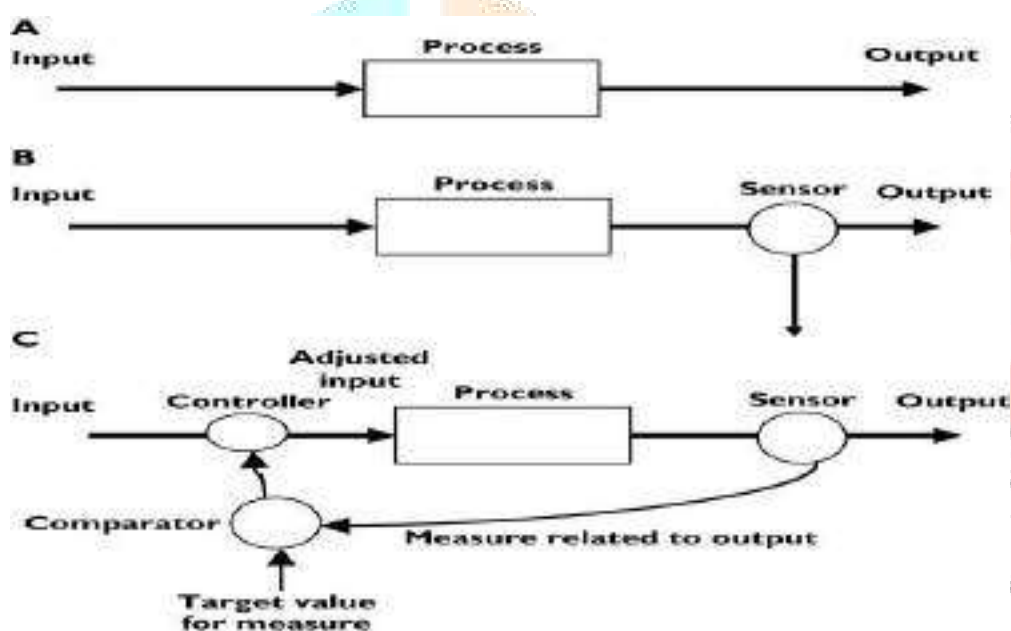 A
Input
Process
Output
B
Input
Process
Sensor
Output
C
Adjusted
input
Input
Controller
Process
Sensor
Output
Comparator
Measure related to output
Target value
for measure